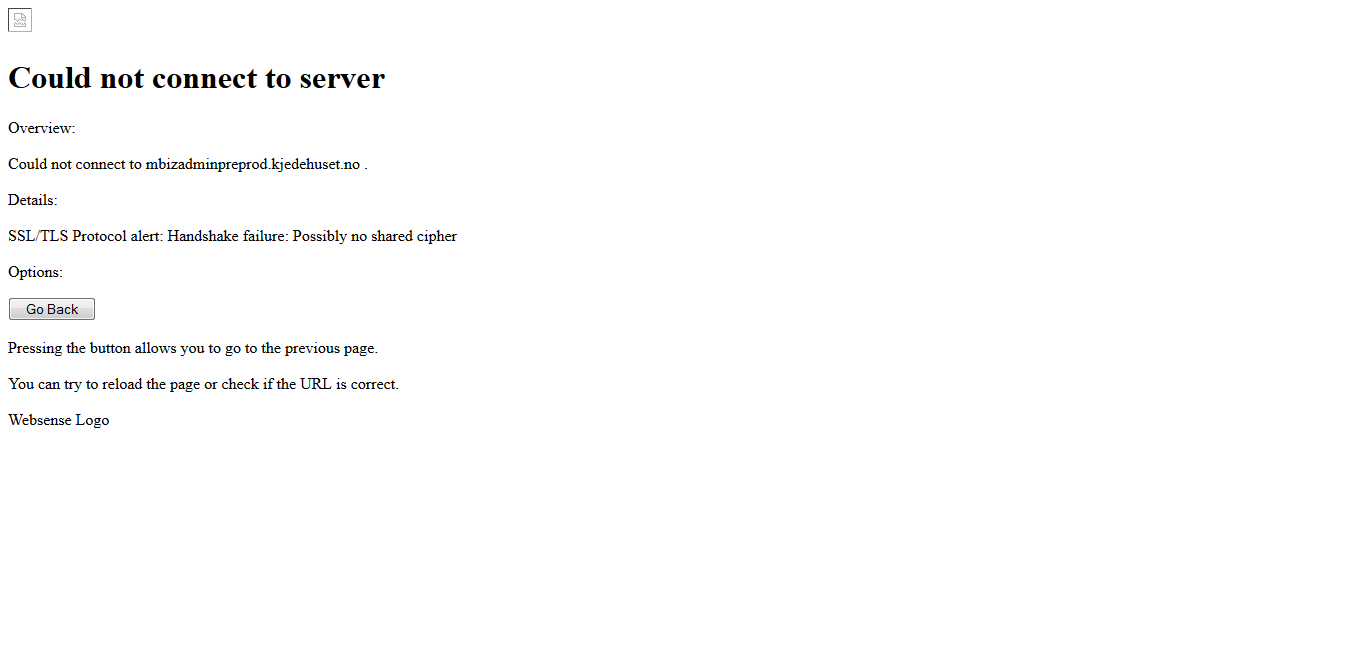 Could not connect to server
Overview:
Could not connect to mbizadminpreprod.kjedehuset.no .
Details:
SSL/TLS Protocol alert: Handshake failure: Possibly no shared cipher
Options:
Go Back
Pressing the button allows you to go to the previous page.
You can try to reload the page or check if the URL is correct.
Websense Logo